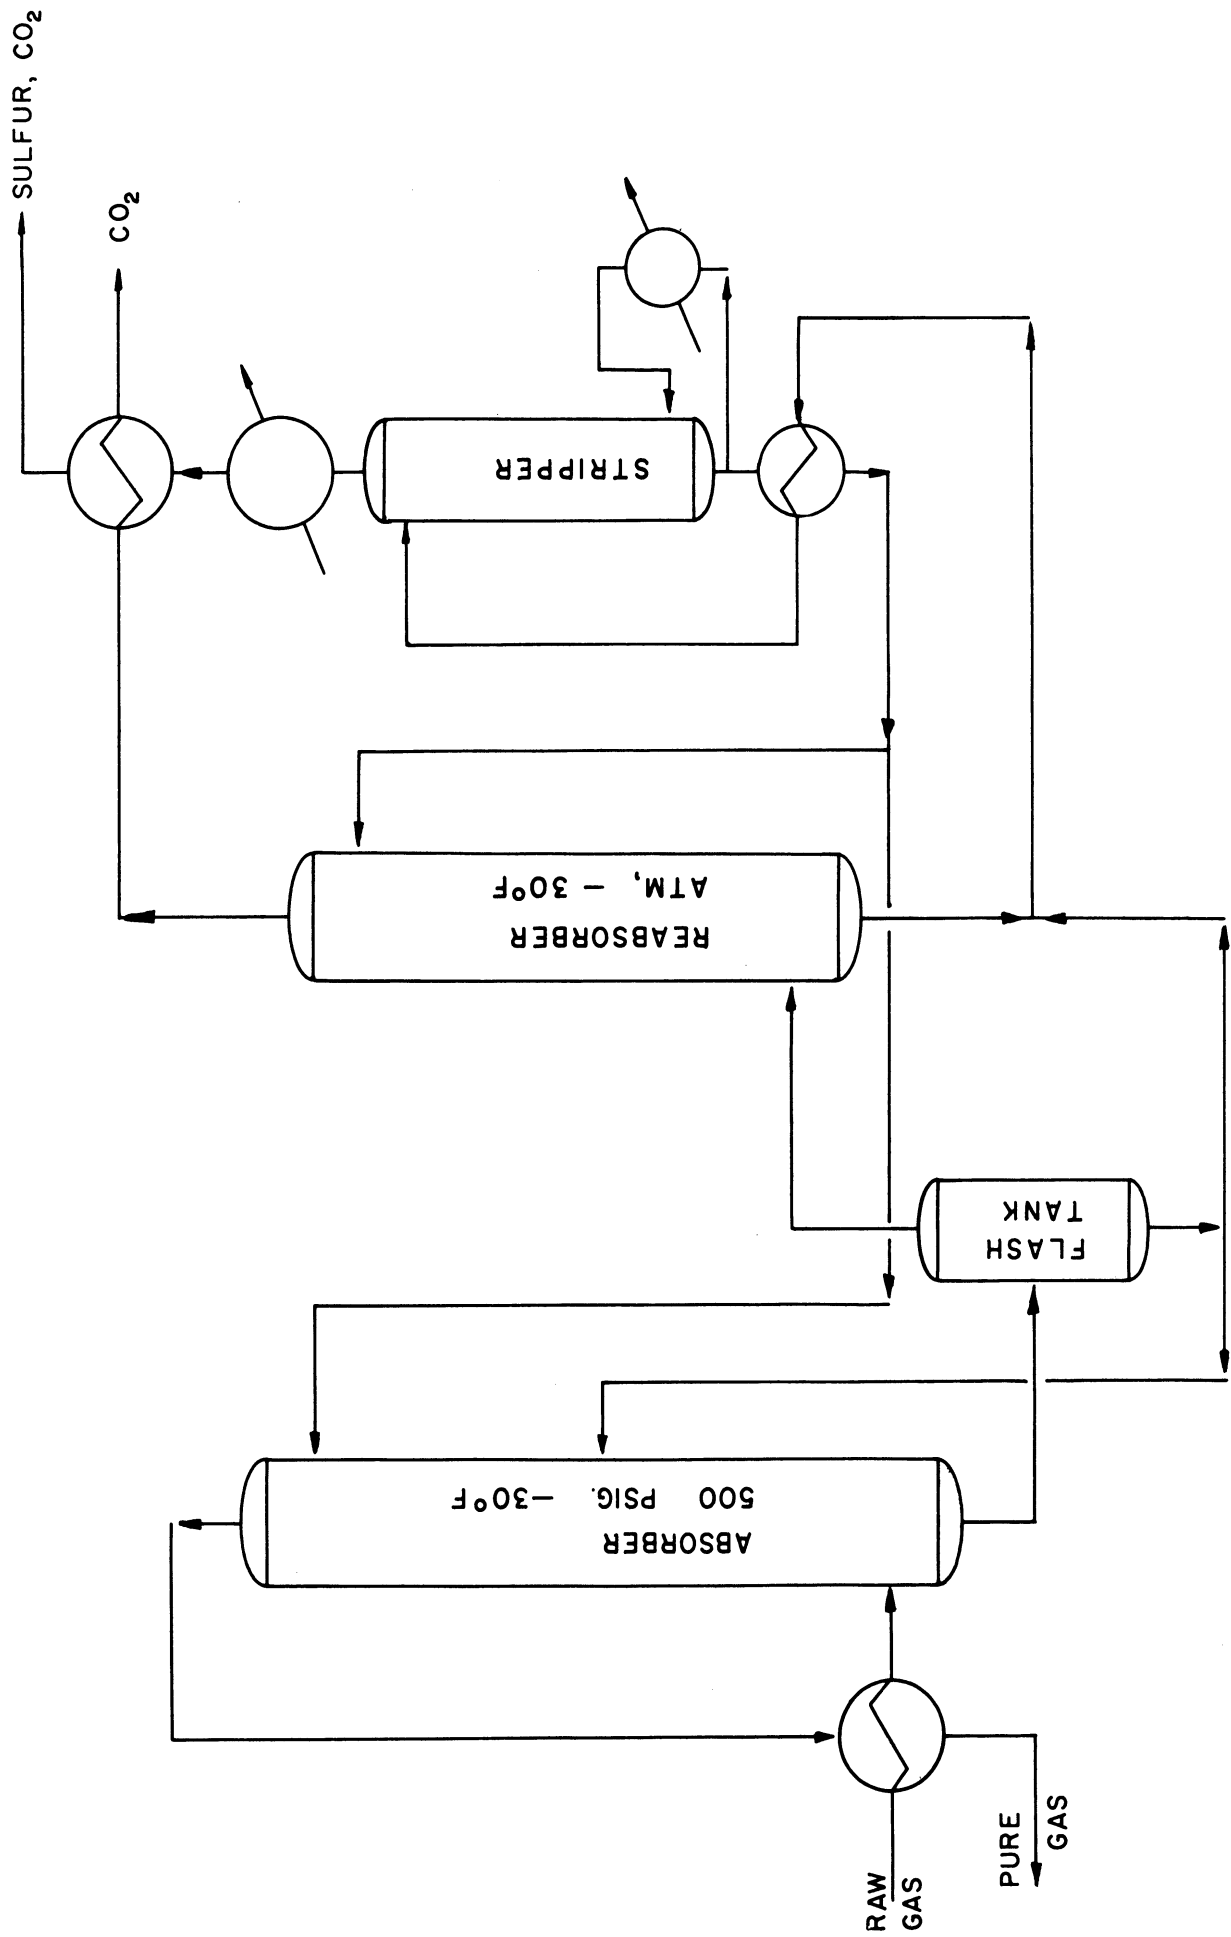 SULFUR, CO₂
CO₂
STRIPPER
REABSORBER
ATM, – 30°F
FLASH
TANK
ABSORBER
500 PSIG. –30°F
RAW
GAS
PURE
GAS